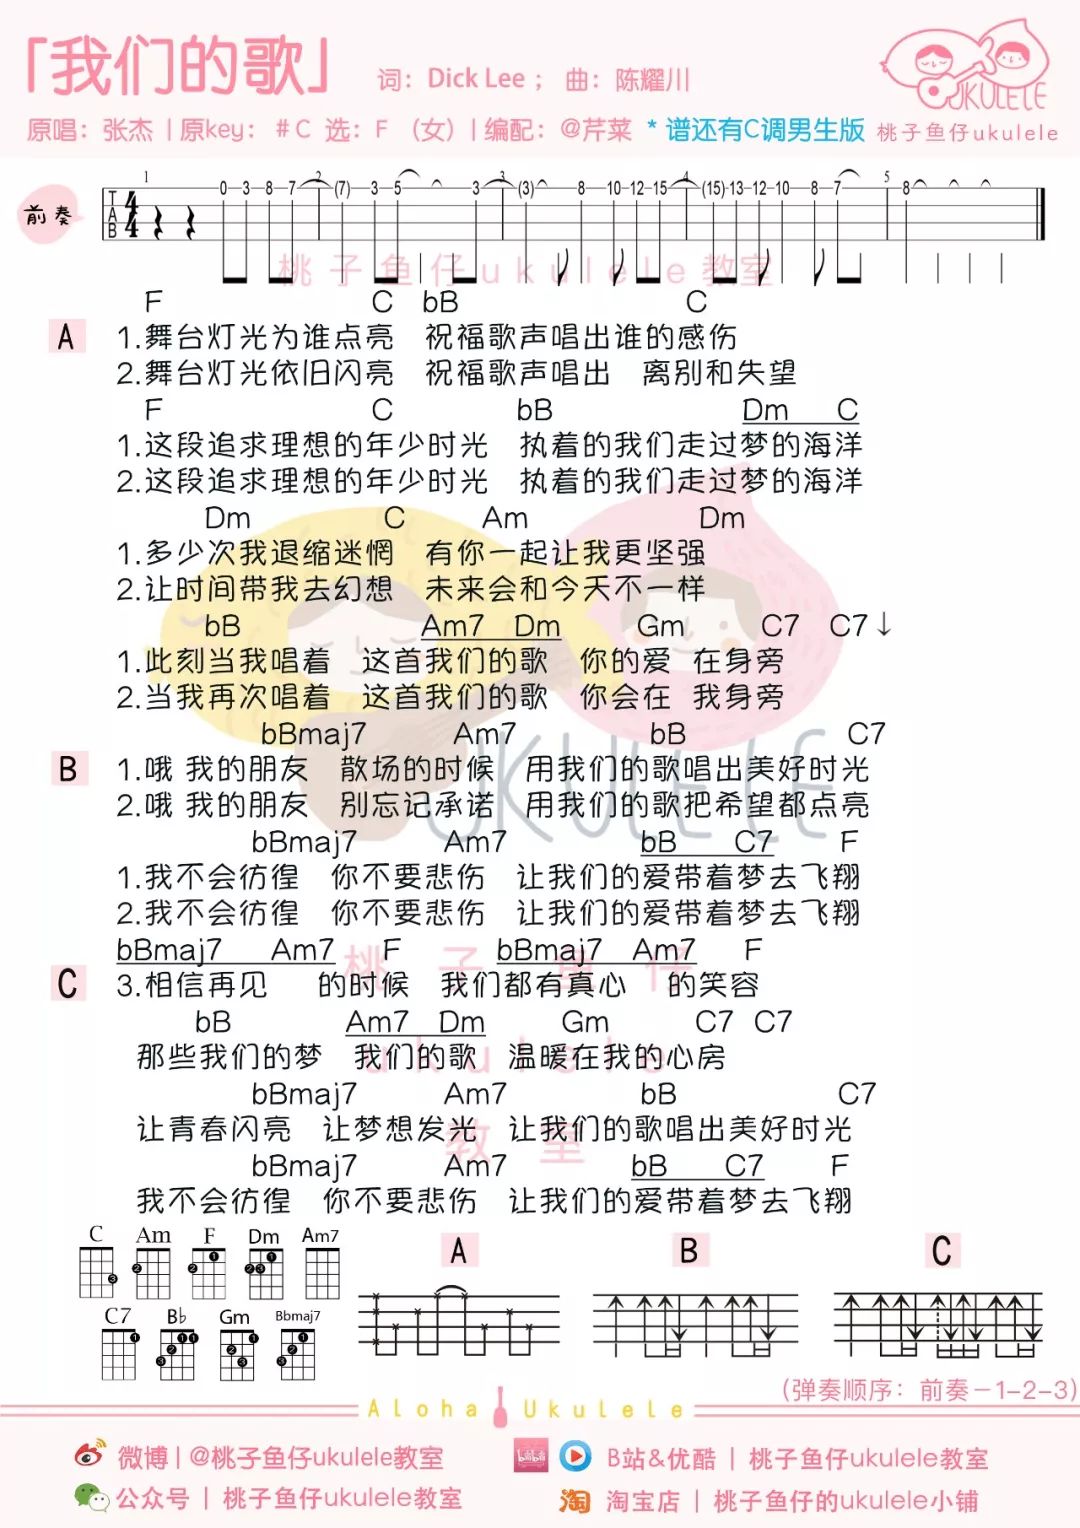 「我们的歌」
词：Dick Lee； 曲：陈耀川
UKULELE
原唱：张杰 | 原key：#C 选：F （女）| 编配：@芹菜 * 谱还有C调男生版
桃子鱼仔ukulele
前奏
1 2 3 4 5
T A B 4 4 0 3 8 7 (7) 3 5 3 (3) 8 10 12 15 (15) 13 12 10 8 7 8
桃子鱼仔ukulele教室
F C bB C
A 1.舞台灯光为谁点亮 祝福歌声唱出谁的感伤
2.舞台灯光依旧闪亮 祝福歌声唱出 离别和失望
F C bB Dm C
1.这段追求理想的年少时光 执着的我们走过梦的海洋
2.这段追求理想的年少时光 执着的我们走过梦的海洋
Dm C Am Dm
1.多少次我退缩迷惘 有你一起让我更坚强
2.让时间带我去幻想 未来会和今天不一样
bB Am7 Dm Gm C7 C7↓
1.此刻当我唱着 这首我们的歌 你的爱 在身旁
2.当我再次唱着 这首我们的歌 你会在 我身旁
bBmaj7 Am7 bB C7
UKULELE
B 1.哦 我的朋友 散场的时候 用我们的歌唱出美好时光
2.哦 我的朋友 别忘记承诺 用我们的歌把希望都点亮
bBmaj7 Am7 bB C7 F
1.我不会彷徨 你不要悲伤 让我们的爱带着梦去飞翔
2.我不会彷徨 你不要悲伤 让我们的爱带着梦去飞翔
bBmaj7 Am7 F bBmaj7 Am7 F
桃子鱼仔
C 3.相信再见 的时候 我们都有真心 的笑容
bB Am7 Dm Gm C7 C7
ukulele
那些我们的梦 我们的歌 温暖在我的心房
bBmaj7 Am7 bB C7
让青春闪亮 让梦想发光 让我们的歌唱出美好时光
教室
bBmaj7 Am7 bB C7 F
我不会彷徨 你不要悲伤 让我们的爱带着梦去飞翔
C Am F Dm Am7 A B C
3 2 1 2 1 2 3
C7 B♭ Gm Bbmaj7
1 1 1 2 3 1 2 3 1 2 3
(弹奏顺序：前奏－1-2-3)
Aloha Ukulele
微博 | @桃子鱼仔ukulele教室
B站&优酷 | 桃子鱼仔ukulele教室
公众号 | 桃子鱼仔ukulele教室
淘 淘宝店 | 桃子鱼仔的ukulele小铺